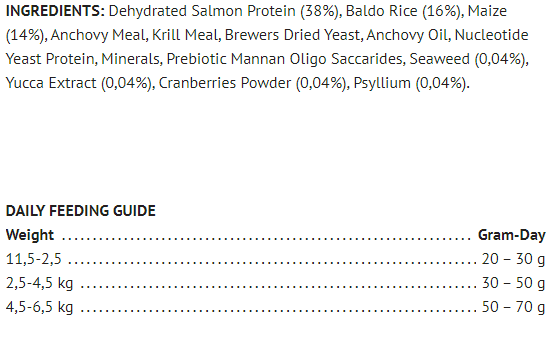 INGREDIENTS: Dehydrated Salmon Protein (38%), Baldo Rice (16%), Maize
(14%), Anchovy Meal, Krill Meal, Brewers Dried Yeast, Anchovy Oil, Nucleotide
Yeast Protein, Minerals, Prebiotic Mannan Oligo Saccarides, Seaweed (0,04%),
Yucca Extract (0,04%), Cranberries Powder (0,04%), Psyllium (0,04%).
DAILY FEEDING GUIDE
Weight ........................................................ Gram-Day
11,5-2,5 ........................................................ 20 – 30 g
2,5-4,5 kg ........................................................ 30 – 50 g
4,5-6,5 kg ........................................................ 50 – 70 g